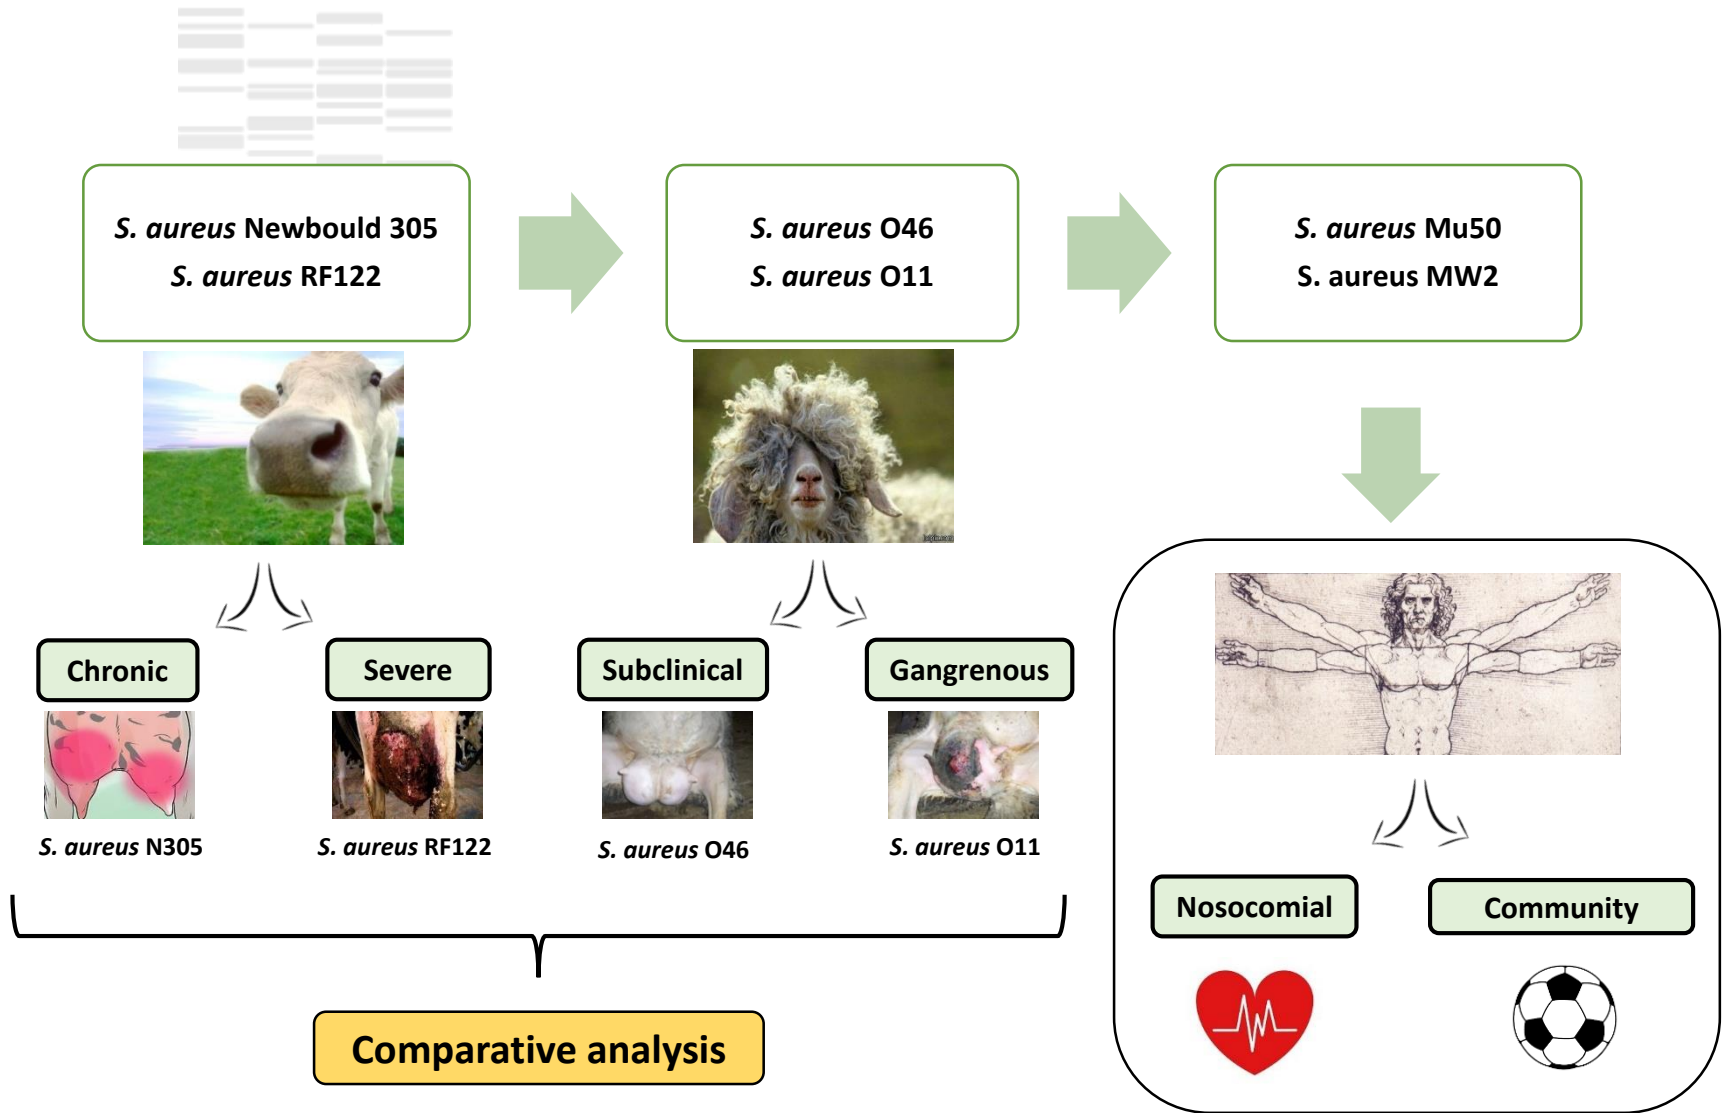 S. aureus Newbould 305
S. aureus RF122
S. aureus O46
S. aureus O11
S. aureus Mu50
S. aureus MW2
Chronic
Severe
Subclinical
Gangrenous
S. aureus N305
S. aureus RF122
S. aureus O46
S. aureus O11
Nosocomial
Community
Comparative analysis